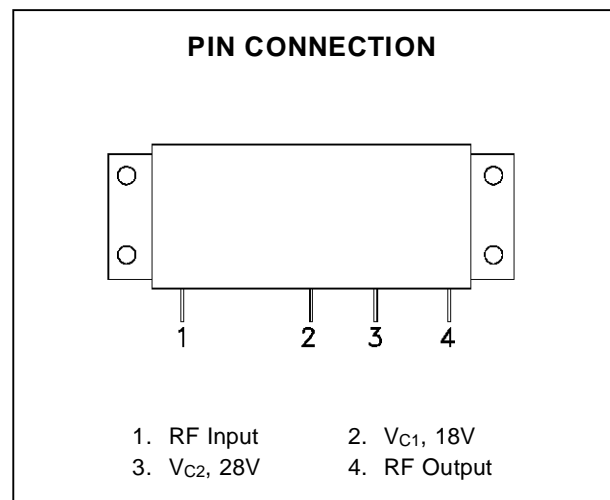 PIN CONNECTION
1 2 3 4
1. RF Input 2. VC1, 18V
3. VC2, 28V 4. RF Output